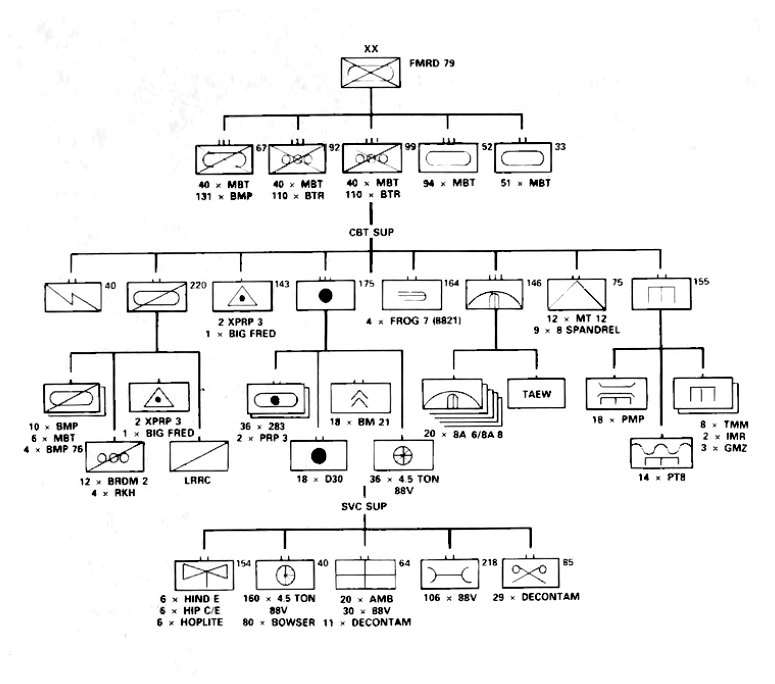 XX
FMRD 79
67
92
99
52
33
40 × MBT
131 × BMP
40 × MBT
110 × BTR
40 × MBT
110 × BTR
94 × MBT
51 × MBT
CBT SUP
40
220
143
175
164
146
75
155
2 XPRP 3
1 × BIG FRED
4 × FROG 7 (8821)
12 × MT 12
9 × 8 SPANDREL
TAEW
10 × BMP
6 × MBT
4 × BMP 76
2 XPRP 3
1 × BIG FRED
36 × 283
2 × PRP 3
18 × BM 21
20 × 8A 6/8A 8
18 × PMP
8 × TMM
2 × IMR
3 × GMZ
12 × BRDM 2
4 × RKH
LRRC
18 × D30
36 × 4.5 TON
88V
14 × PT8
SVC SUP
154
40
64
218
85
6 × HIND E
6 × HIP C/E
6 × HOPLITE
160 × 4.5 TON
88V
80 × BOWSER
20 × AMB
30 × 88V
11 × DECONTAM
106 × 88V
29 × DECONTAM